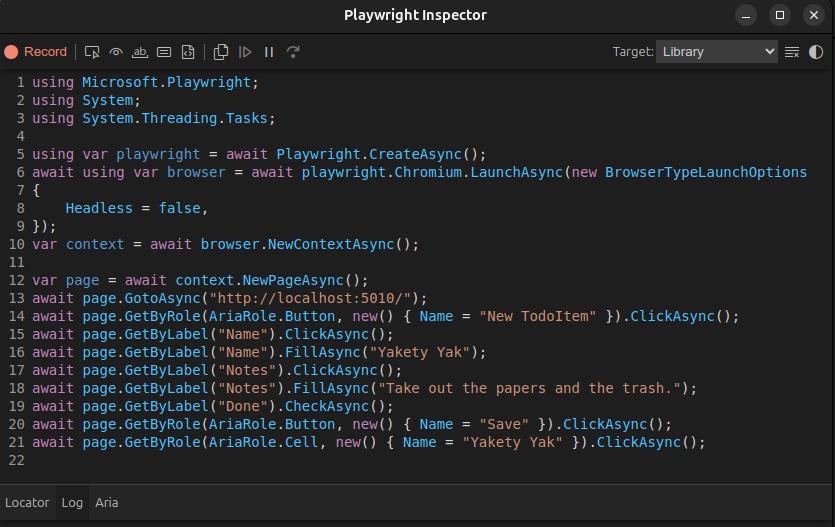 Playwright Inspector
Record
Target: Library
1 using Microsoft.Playwright;
2 using System;
3 using System.Threading.Tasks;
4
5 using var playwright = await Playwright.CreateAsync();
6 await using var browser = await playwright.Chromium.LaunchAsync(new BrowserTypeLaunchOptions
7 {
8     Headless = false,
9 });
10 var context = await browser.NewContextAsync();
11
12 var page = await context.NewPageAsync();
13 await page.GotoAsync("http://localhost:5010/");
14 await page.GetByRole(AriaRole.Button, new() { Name = "New TodoItem" }).ClickAsync();
15 await page.GetByLabel("Name").ClickAsync();
16 await page.GetByLabel("Name").FillAsync("Yakety Yak");
17 await page.GetByLabel("Notes").ClickAsync();
18 await page.GetByLabel("Notes").FillAsync("Take out the papers and the trash.");
19 await page.GetByLabel("Done").CheckAsync();
20 await page.GetByRole(AriaRole.Button, new() { Name = "Save" }).ClickAsync();
21 await page.GetByRole(AriaRole.Cell, new() { Name = "Yakety Yak" }).ClickAsync();
22
Locator Log Aria